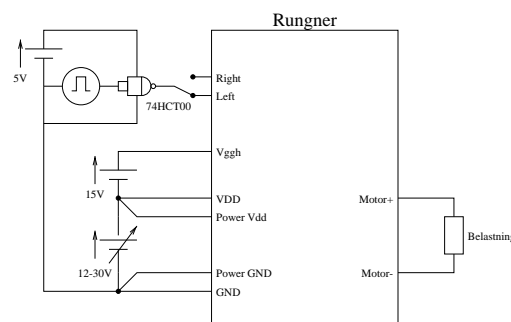 Rungner
5V
74HCT00
Right
Left
Vggh
15V
VDD
Power Vdd
Motor+
Belastning
12-30V
Power GND
Motor-
GND